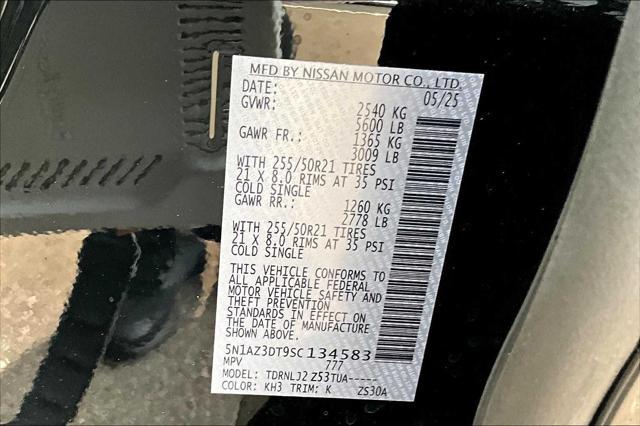 MFD BY NISSAN MOTOR CO., LTD.
DATE: 05/25
GVWR: 2540 KG
5600 LB
GAWR FR.: 1365 KG
3009 LB
WITH 255/50R21 TIRES
21 X 8.0 RIMS AT 35 PSI
COLD SINGLE
GAWR RR.: 1260 KG
2778 LB
WITH 255/50R21 TIRES
21 X 8.0 RIMS AT 35 PSI
COLD SINGLE
THIS VEHICLE CONFORMS TO
ALL APPLICABLE FEDERAL
MOTOR VEHICLE SAFETY AND
THEFT PREVENTION
STANDARDS IN EFFECT ON
THE DATE OF MANUFACTURE
SHOWN ABOVE.
5N1AZ3DT9SC134583
MPV 777
MODEL: TDRNLJZ Z53TUA-----
COLOR: KH3 TRIM: K ZS30A